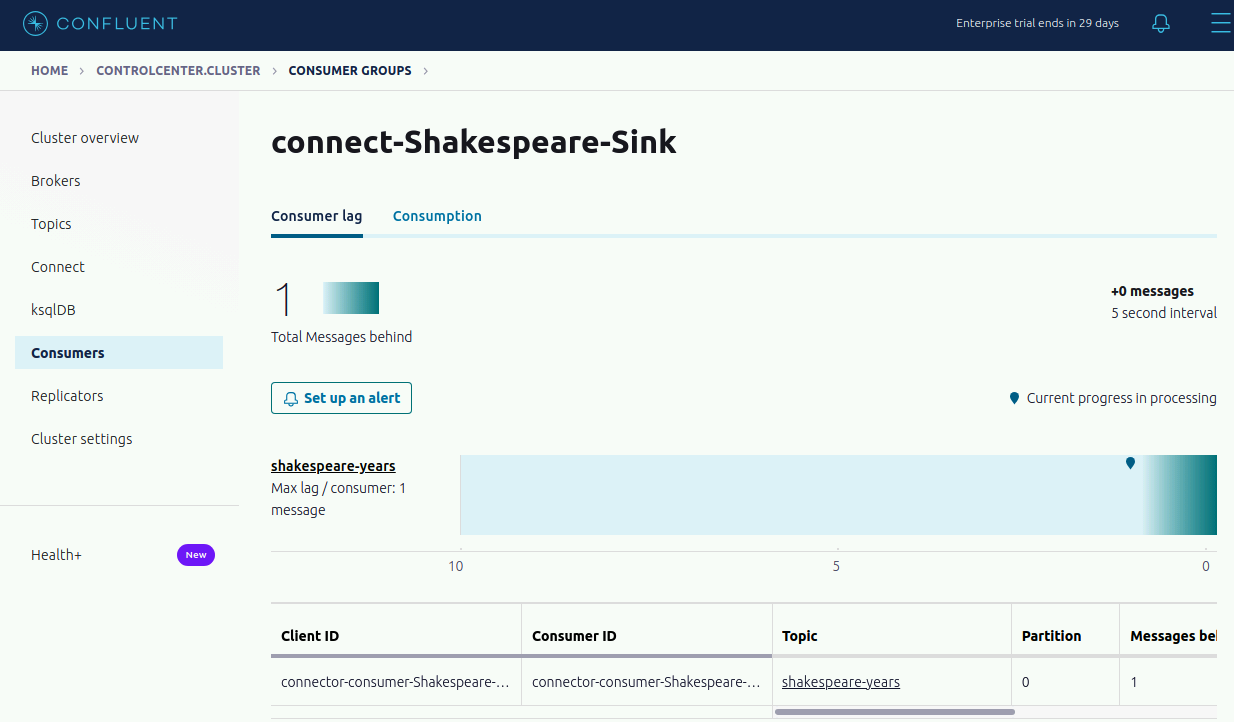 CONFLUENT
Enterprise trial ends in 29 days
HOME > CONTROLCENTER.CLUSTER > CONSUMER GROUPS >
Cluster overview
Brokers
Topics
Connect
ksqlDB
Consumers
Replicators
Cluster settings
Health+ New
connect-Shakespeare-Sink
Consumer lag Consumption
1
Total Messages behind
+0 messages
5 second interval
Set up an alert
Current progress in processing
shakespeare-years
Max lag / consumer: 1
message
10 5 0
Client ID Consumer ID Topic Partition Messages bel
connector-consumer-Shakespeare-... connector-consumer-Shakespeare-... shakespeare-years 0 1